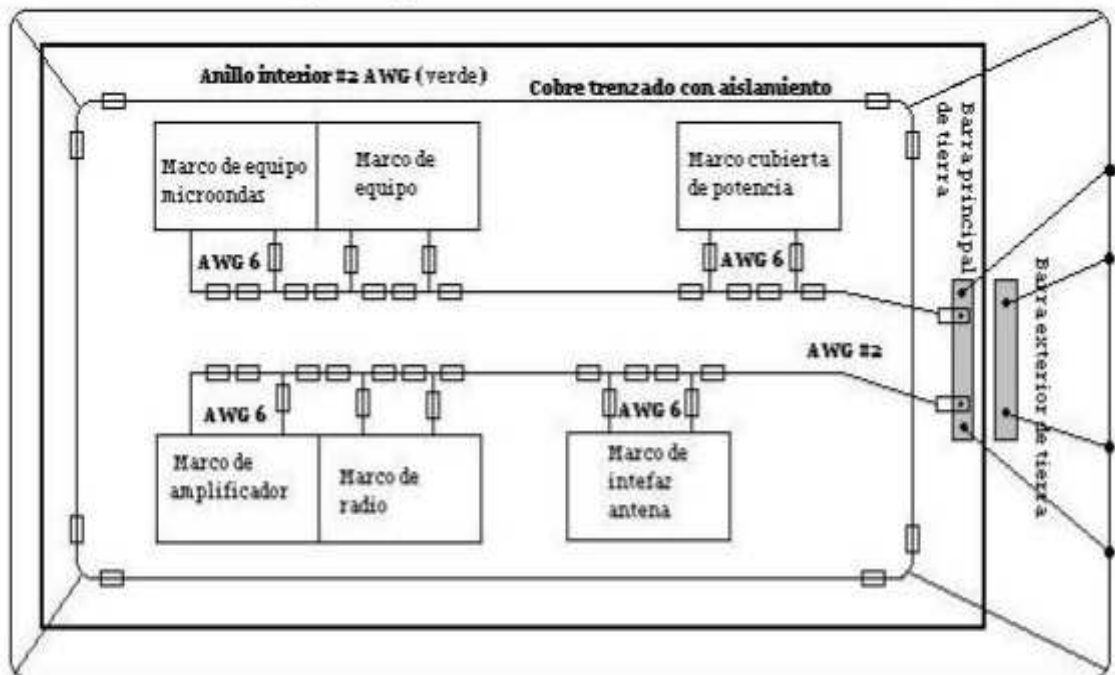 Anillo interior #2 AWG (verde)
Cobre trenzado con aislamiento
Marco de equipo
microondas
Marco de
equipo
Marco cubierta
de potencia
Barra principal
de tierra
AWG 6
AWG 6
Barra exterior de tierra
AWG #2
AWG 6
AWG 6
Marco de
amplificador
Marco de
radio
Marco de
intefar
antena